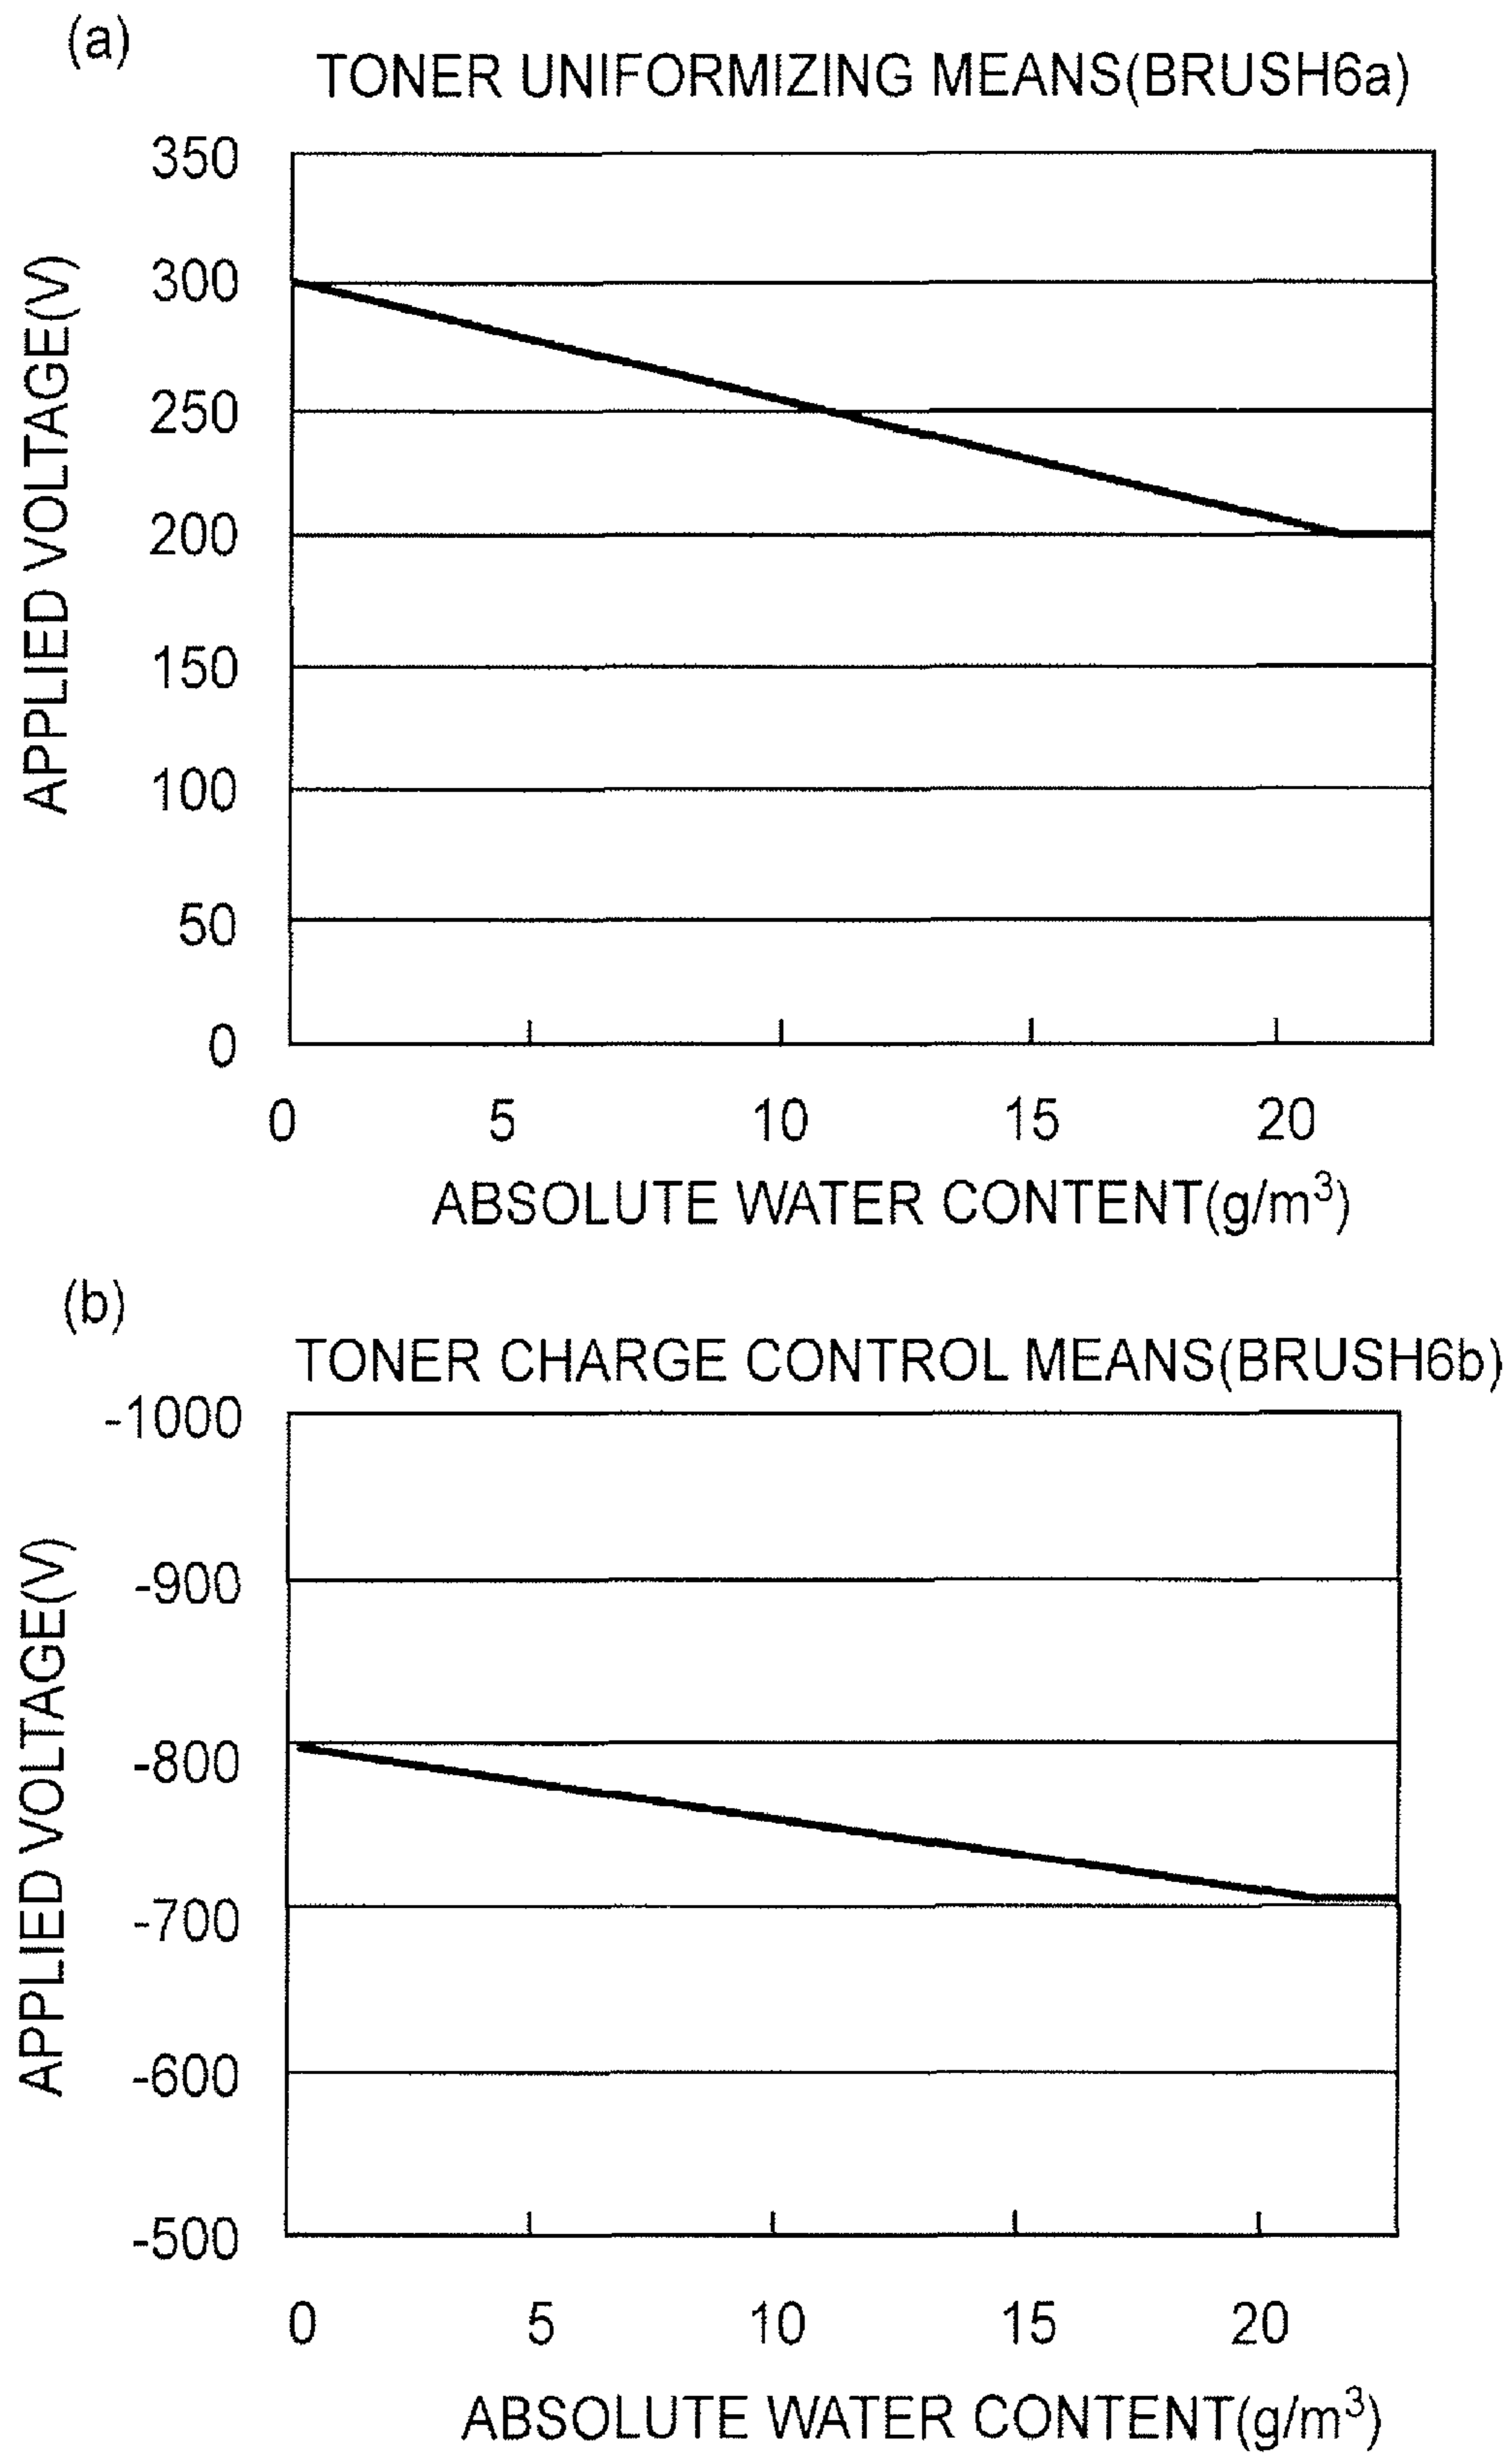 (a)
TONER UNIFORMIZING MEANS(BRUSH6a)
350
300
250
200
150
100
50
0
APPLIED VOLTAGE(V)
0 5 10 15 20
ABSOLUTE WATER CONTENT(g/m³)
(b)
TONER CHARGE CONTROL MEANS(BRUSH6b)
-1000
-900
-800
-700
-600
-500
APPLIED VOLTAGE(V)
0 5 10 15 20
ABSOLUTE WATER CONTENT(g/m³)